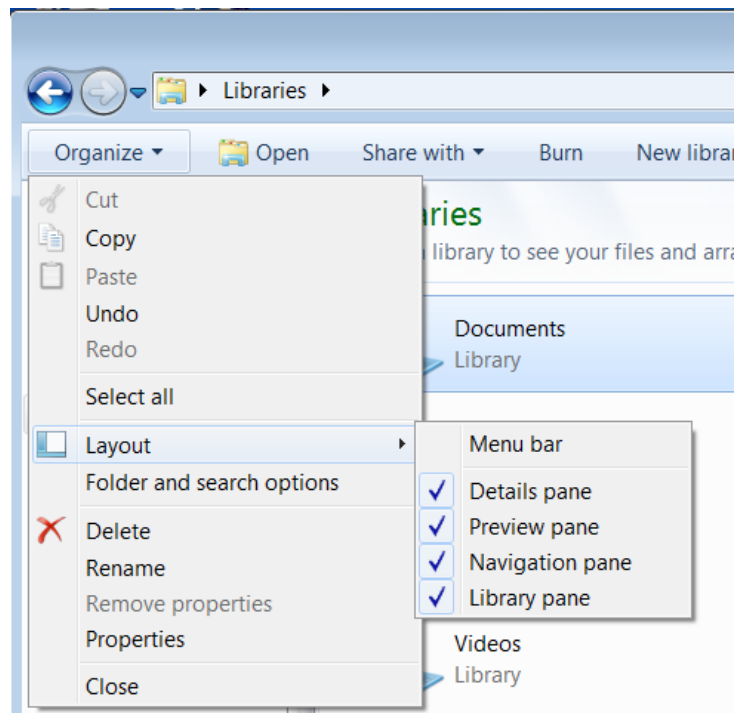 Libraries
Organize Open Share with Burn New librar
Cut
Copy
Paste
Undo
Redo
Select all
Layout
Folder and search options
Delete
Rename
Remove properties
Properties
Close
raries
library to see your files and arra
Documents
Library
Menu bar
Details pane
Preview pane
Navigation pane
Library pane
Videos
Library